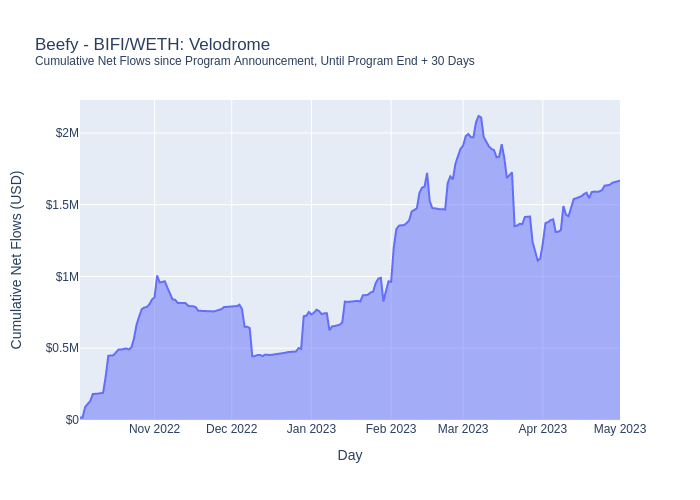 Beefy - BIFI/WETH: Velodrome
Cumulative Net Flows since Program Announcement, Until Program End + 30 Days
Cumulative Net Flows (USD)
$2M
$1.5M
$1M
$0.5M
$0
Nov 2022 Dec 2022 Jan 2023 Feb 2023 Mar 2023 Apr 2023 May 2023
Day